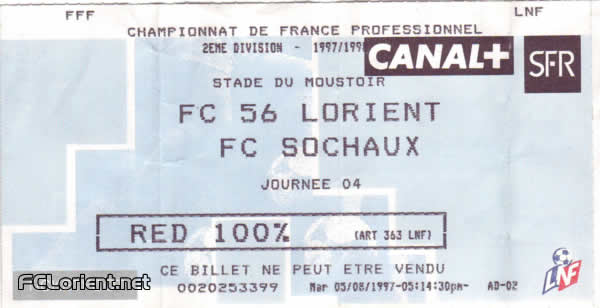 FFF
LNF
CHAMPIONNAT DE FRANCE PROFESSIONNEL
2EME DIVISION - 1997/199
CANAL+
SFR
STADE DU MOUSTOIR
FC 56 LORIENT
FC SOCHAUX
JOURNEE 04
RED 100% (ART 363 LNF)
CE BILLET NE PEUT ETRE VENDU
0020253399 Mar 05/08/1997-05:14:30pm- AD-02
LNF
FCLorient.net